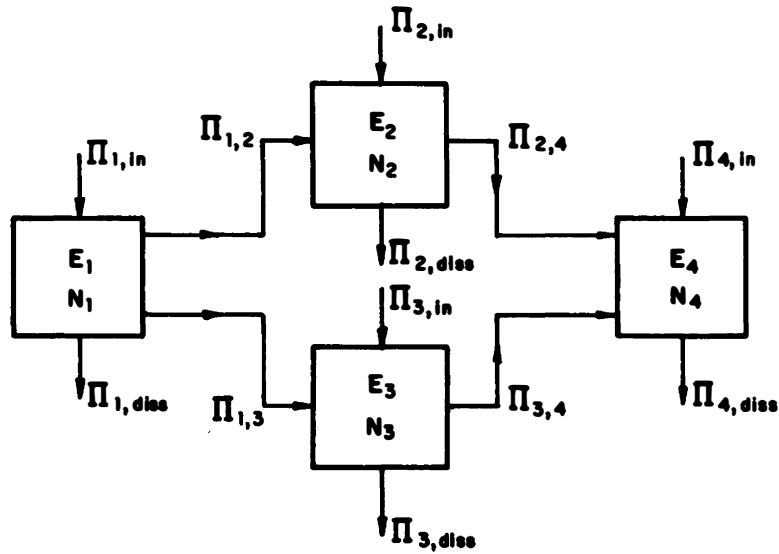 Π2,in
E2
N2
Π1,2
Π2,4
Π1,in
Π4,in
E1
N1
Π2,diss
Π3,in
E4
N4
Π1,diss
E3
N3
Π1,3
Π3,4
Π4,diss
Π3,diss